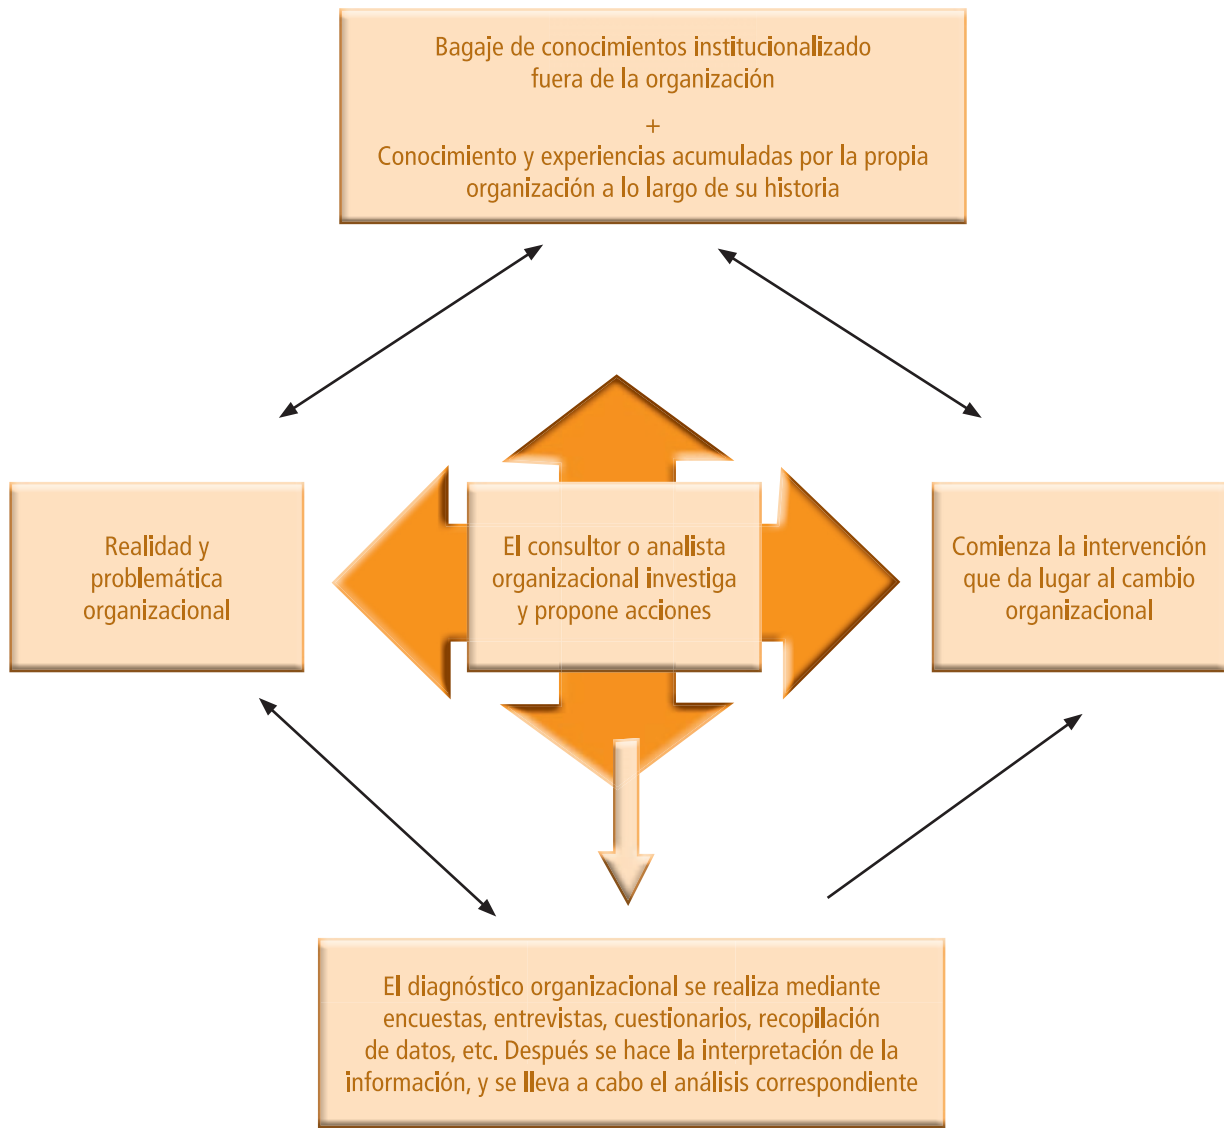 Bagaje de conocimientos institucionalizado
fuera de la organización
+
Conocimiento y experiencias acumuladas por la propia
organización a lo largo de su historia
Realidad y
problemática
organizacional
El consultor o analista
organizacional investiga
y propone acciones
Comienza la intervención
que da lugar al cambio
organizacional
El diagnóstico organizacional se realiza mediante
encuestas, entrevistas, cuestionarios, recopilación
de datos, etc. Después se hace la interpretación de la
información, y se lleva a cabo el análisis correspondiente